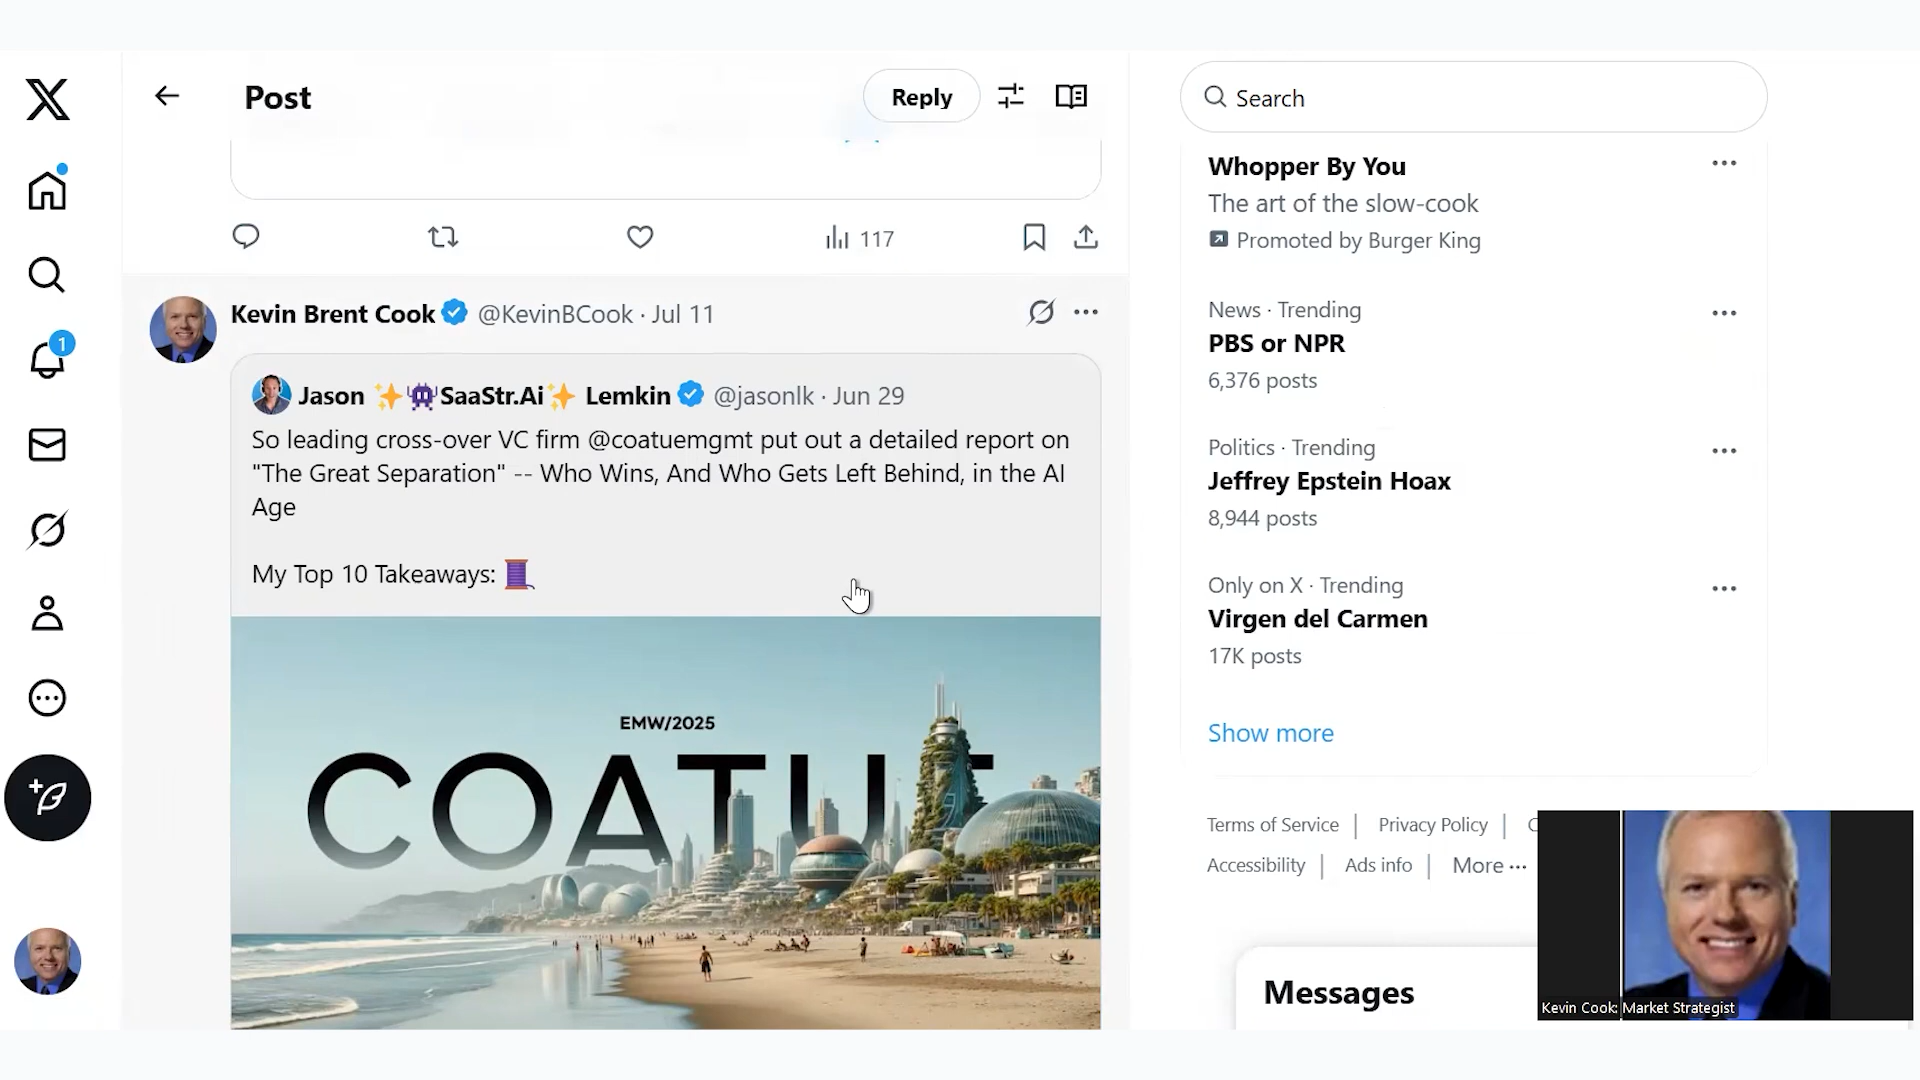 Post
Reply
Search
117
Kevin Brent Cook @KevinBCook · Jul 11
Jason ✨👾SaaStr.Ai✨ Lemkin @jasonlk · Jun 29
So leading cross-over VC firm @coatuemgmt put out a detailed report on
"The Great Separation" -- Who Wins, And Who Gets Left Behind, in the AI
Age
My Top 10 Takeaways: 🧵
EMW/2025
COATU
1
Whopper By You
The art of the slow-cook
Promoted by Burger King
News · Trending
PBS or NPR
6,376 posts
Politics · Trending
Jeffrey Epstein Hoax
8,944 posts
Only on X · Trending
Virgen del Carmen
17K posts
Show more
Terms of Service | Privacy Policy | C
Accessibility | Ads info | More ···
Messages
Kevin Cook: Market Strategist